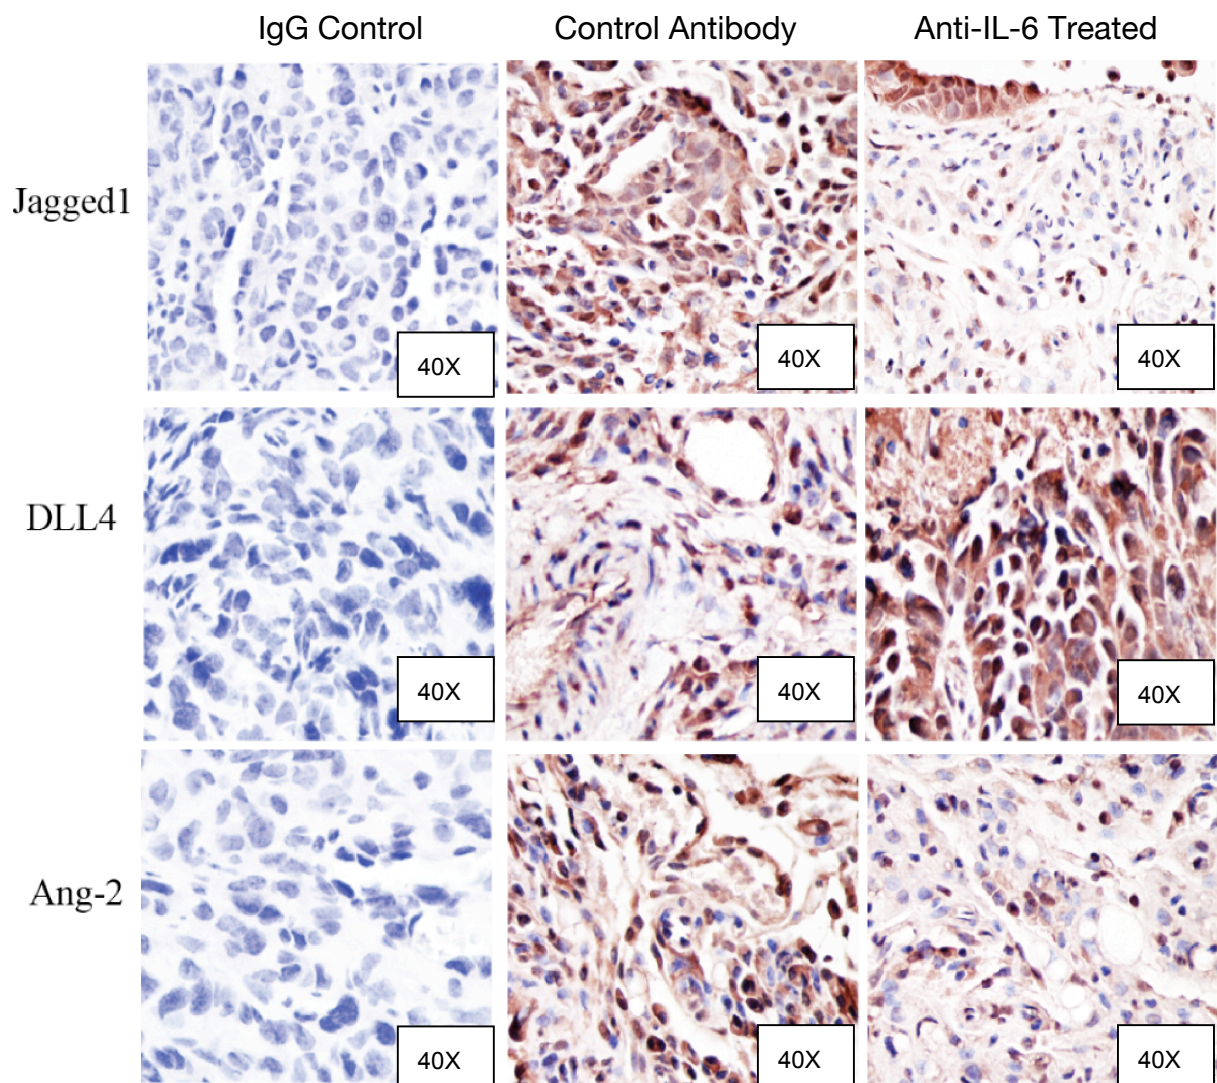 IgG Control
Control Antibody
Anti-IL-6 Treated
Jagged1
40X
40X
40X
DLL4
40X
40X
40X
Ang-2
40X
40X
40X